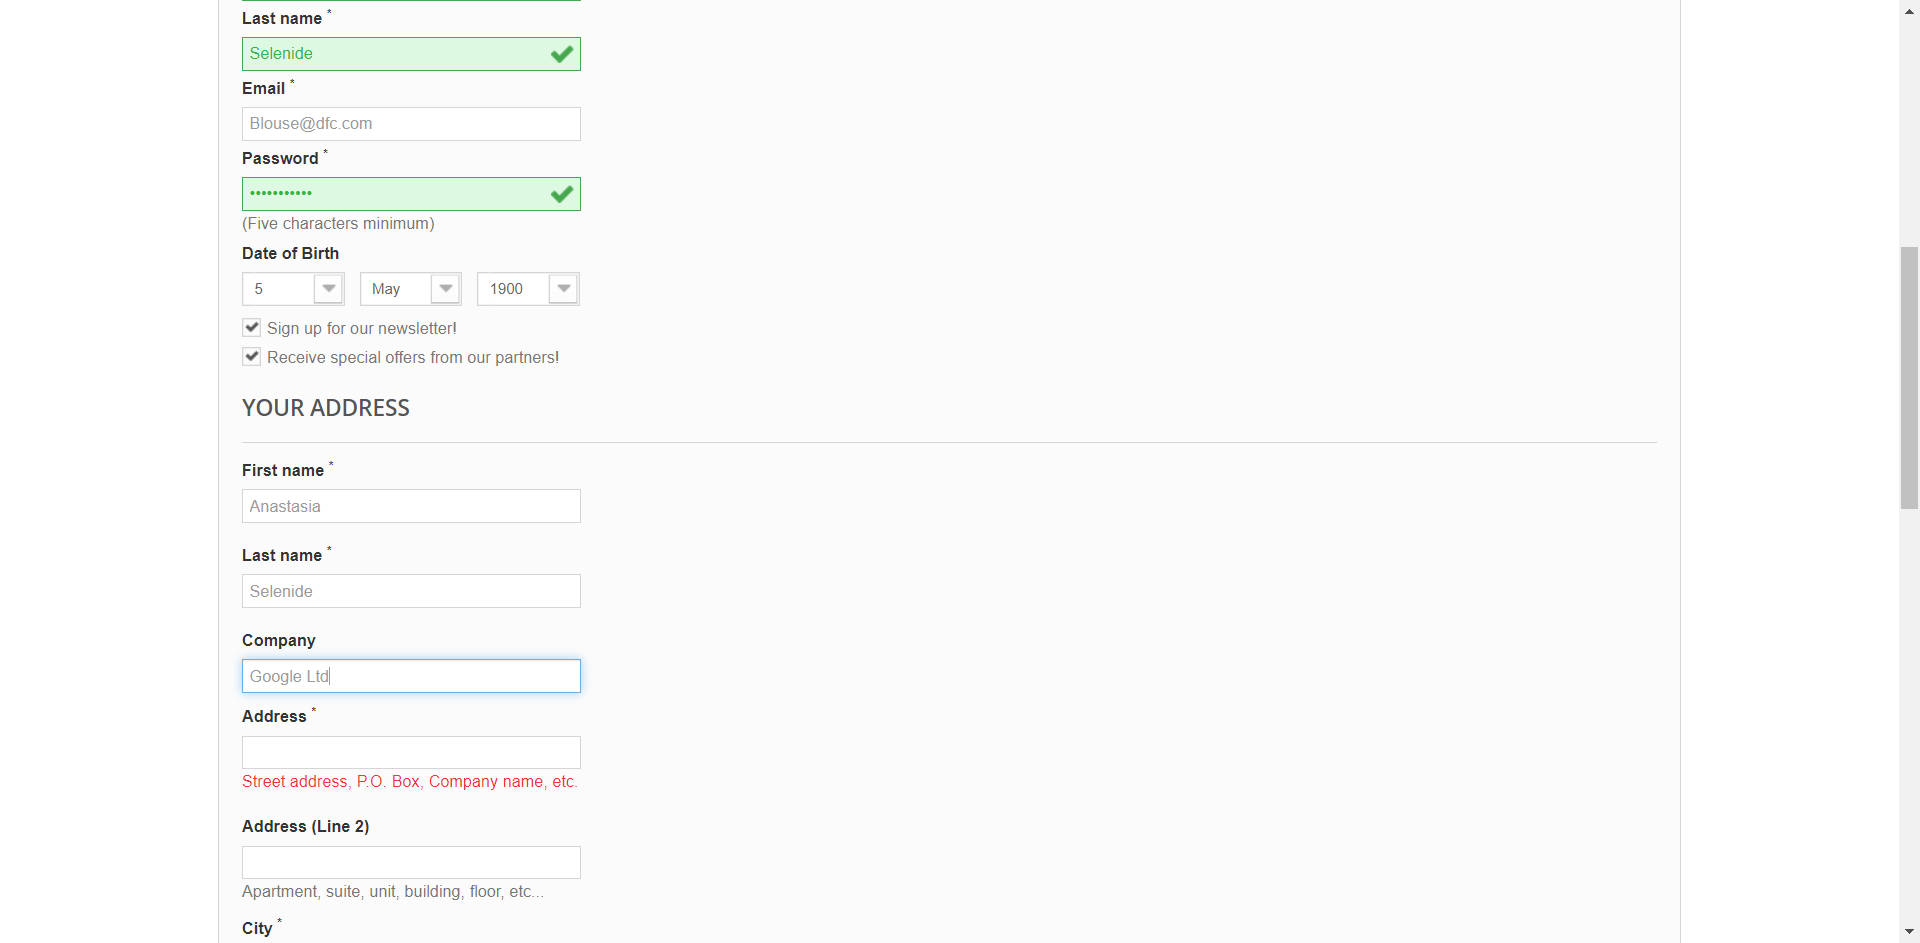 Last name *
Selenide
Email *
Blouse@dfc.com
Password *
•••••••••••
(Five characters minimum)
Date of Birth
5 May 1900
Sign up for our newsletter!
Receive special offers from our partners!
YOUR ADDRESS
First name *
Anastasia
Last name *
Selenide
Company
Google Ltd
Address *
Street address, P.O. Box, Company name, etc.
Address (Line 2)
Apartment, suite, unit, building, floor, etc...
City *